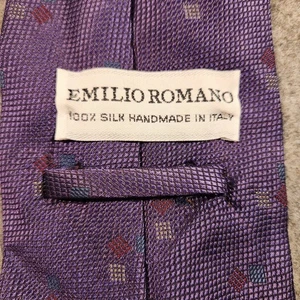 EMILIO ROMANO
100% SILK HANDMADE IN ITALY